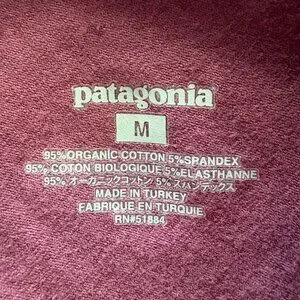 patagonia
M
95%ORGANIC COTTON 5%SPANDEX
95% COTON BIOLOGIQUE 5%ELASTHANNE
95% オーガニックコットン 5% スパンデックス
MADE IN TURKEY
FABRIQUE EN TURQUIE
RN#51884